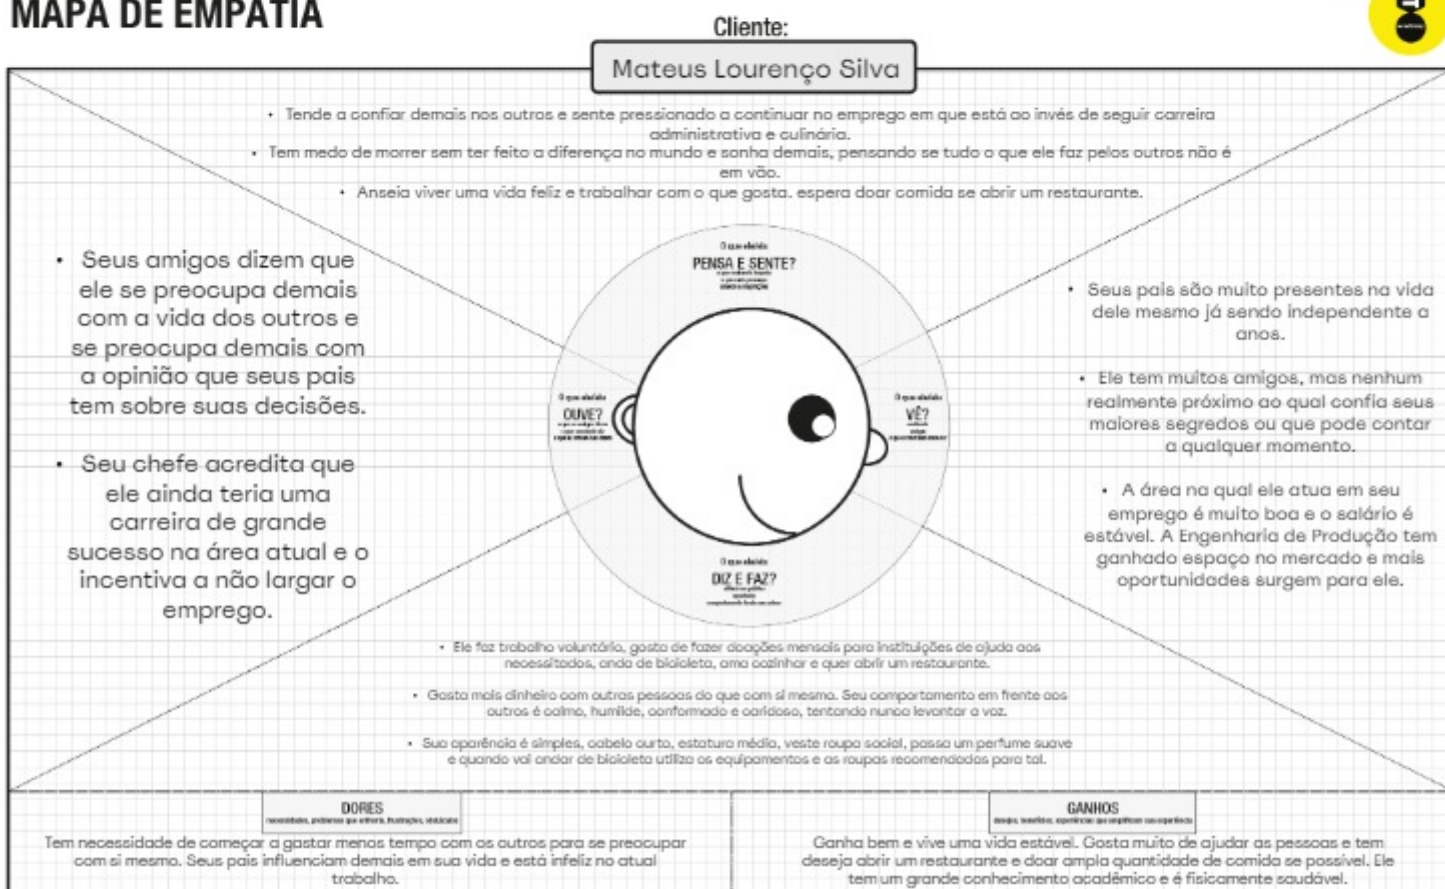 MAPA DE EMPATIA
Cliente:
Mateus Lourenço Silva
• Tende a confiar demais nos outros e sente pressionado a continuar no emprego em que está ao invés de seguir carreira
administrativa e culinária.
• Tem medo de morrer sem ter feito a diferença no mundo e sonha demais, pensando se tudo o que ele faz pelos outros não é
em vão.
• Anseia viver uma vida feliz e trabalhar com o que gosta. espera doar comida se abrir um restaurante.
O que ele(a):
PENSA E SENTE?
• Seus amigos dizem que
ele se preocupa demais
com a vida dos outros e
se preocupa demais com
a opinião que seus pais
tem sobre suas decisões.
• Seu chefe acredita que
ele ainda teria uma
carreira de grande
sucesso na área atual e o
incentiva a não largar o
emprego.
O que ele(a):
OUVE?
O que ele(a):
VÊ?
• Seus pais são muito presentes na vida
dele mesmo já sendo independente a
anos.
• Ele tem muitos amigos, mas nenhum
realmente próximo ao qual confia seus
maiores segredos ou que pode contar
a qualquer momento.
• A área na qual ele atua em seu
emprego é muito boa e o salário é
estável. A Engenharia de Produção tem
ganhado espaço no mercado e mais
oportunidades surgem para ele.
O que ele(a):
DIZ E FAZ?
• Ele faz trabalho voluntário, gosta de fazer doações mensais para instituições de ajuda aos
necessitados, anda de bicicleta, ama cozinhar e quer abrir um restaurante.
• Gasta mais dinheiro com outras pessoas do que com si mesmo. Seu comportamento em frente aos
outros é calmo, humilde, conformado e caridoso, tentando nunca levantar a voz.
• Sua aparência é simples, cabelo curto, estatura média, veste roupa social, passa um perfume suave
e quando vai andar de bicicleta utiliza os equipamentos e as roupas recomendados para tal.
DORES
Tem necessidade de começar a gastar menos tempo com os outros para se preocupar
com si mesmo. Seus pais influenciam demais em sua vida e está infeliz no atual
trabalho.
GANHOS
Ganha bem e vive uma vida estável. Gosta muito de ajudar as pessoas e tem
deseja abrir um restaurante e doar ampla quantidade de comida se possível. Ele
tem um grande conhecimento acadêmico e é fisicamente saudável.